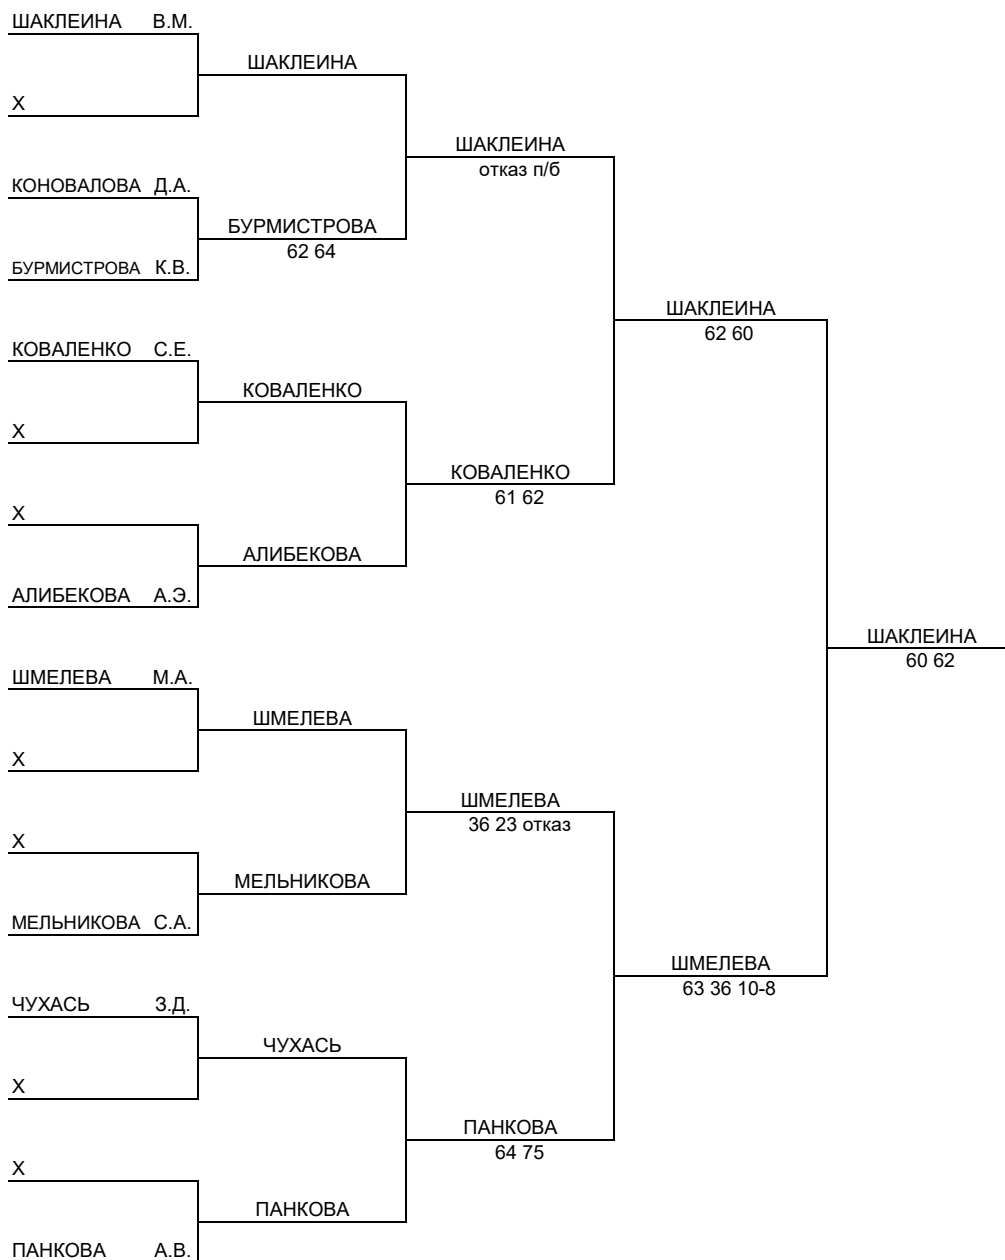 ШАКЛЕИНА В.М.
ШАКЛЕИНА
X
ШАКЛЕИНА
отказ п/б
КОНОВАЛОВА Д.А.
БУРМИСТРОВА
62 64
БУРМИСТРОВА К.В.
ШАКЛЕИНА
62 60
КОВАЛЕНКО С.Е.
КОВАЛЕНКО
X
КОВАЛЕНКО
61 62
X
АЛИБЕКОВА
АЛИБЕКОВА А.Э.
ШАКЛЕИНА
60 62
ШМЕЛЕВА М.А.
ШМЕЛЕВА
X
ШМЕЛЕВА
36 23 отказ
X
МЕЛЬНИКОВА
МЕЛЬНИКОВА С.А.
ШМЕЛЕВА
63 36 10-8
ЧУХАСЬ З.Д.
ЧУХАСЬ
X
ПАНКОВА
64 75
X
ПАНКОВА
ПАНКОВА А.В.